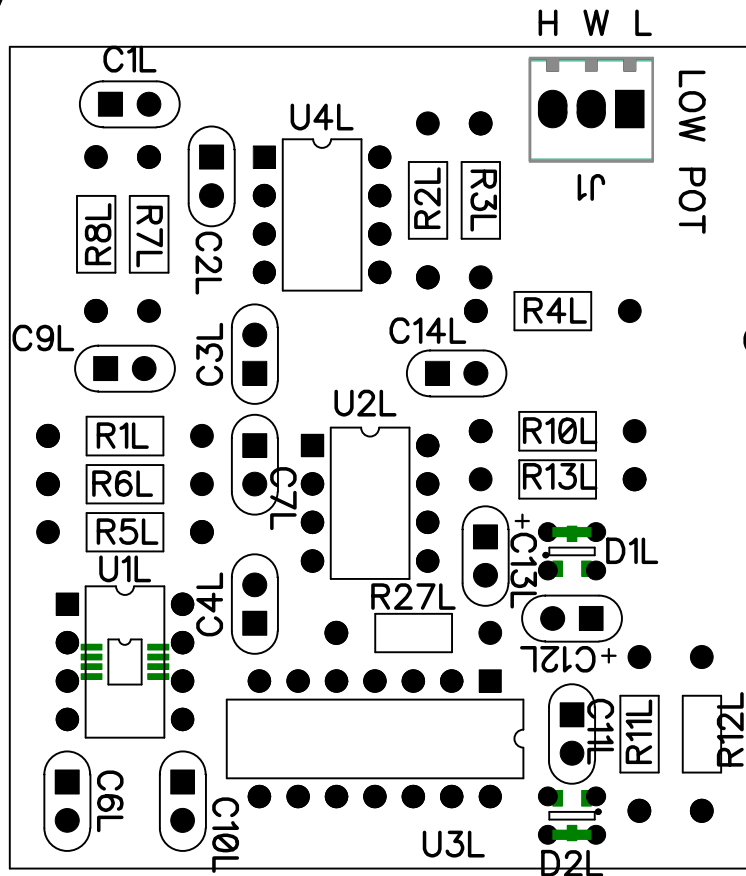 H W L
C1L
U4L
LOW POT
J1
R8L
R7L
C2L
R2L
R3L
R4L
C9L
C3L
C14L
U2L
R1L
R10L
R6L
C7L
R13L
R5L
+
C13L
D1L
U1L
C4L
R27L
C12L+
C11L
R11L
R12L
C6L
C10L
U3L
D2L